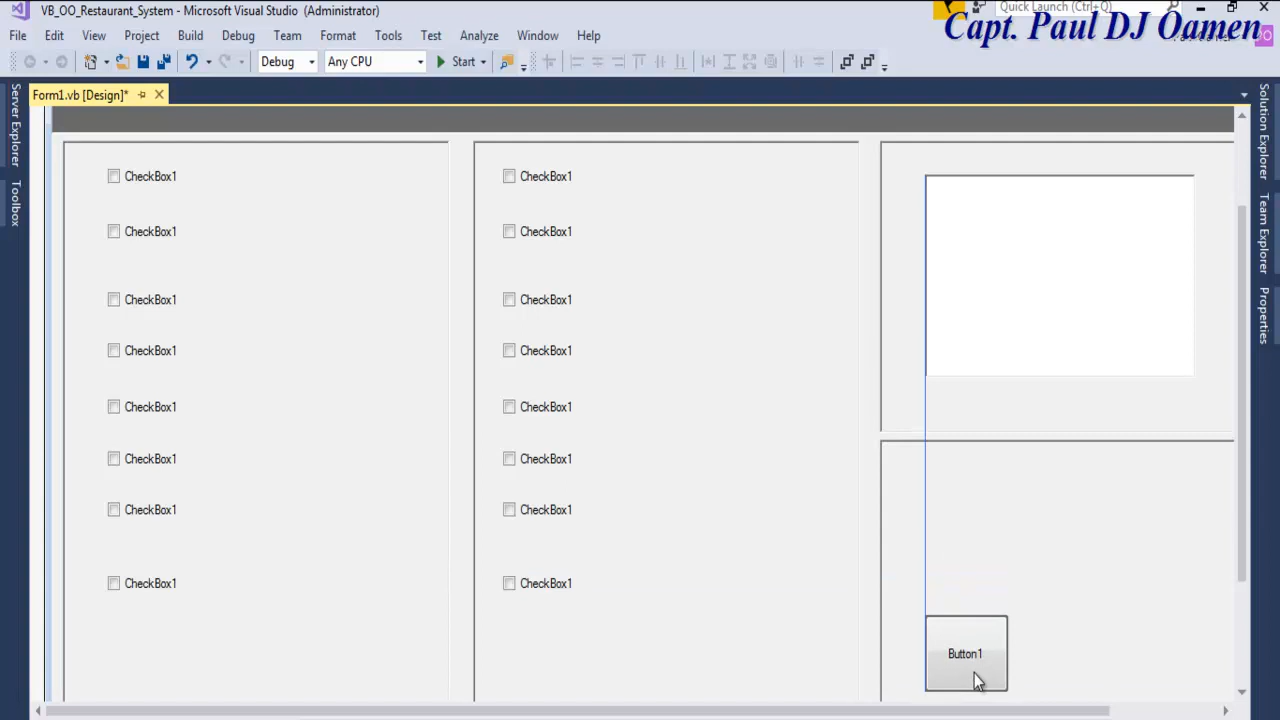 VB_OO_Restaurant_System - Microsoft Visual Studio (Administrator)
Quick Launch (Ctrl+Q)
Capt. Paul DJ Oamen
File Edit View Project Build Debug Team Format Tools Test Analyze Window Help
Debug Any CPU Start
Form1.vb [Design]*
Server Explorer
Toolbox
Solution Explorer
Team Explorer
Properties
CheckBox1 CheckBox1
CheckBox1 CheckBox1
CheckBox1 CheckBox1
CheckBox1 CheckBox1
CheckBox1 CheckBox1
CheckBox1 CheckBox1
CheckBox1 CheckBox1
CheckBox1 CheckBox1
Button1